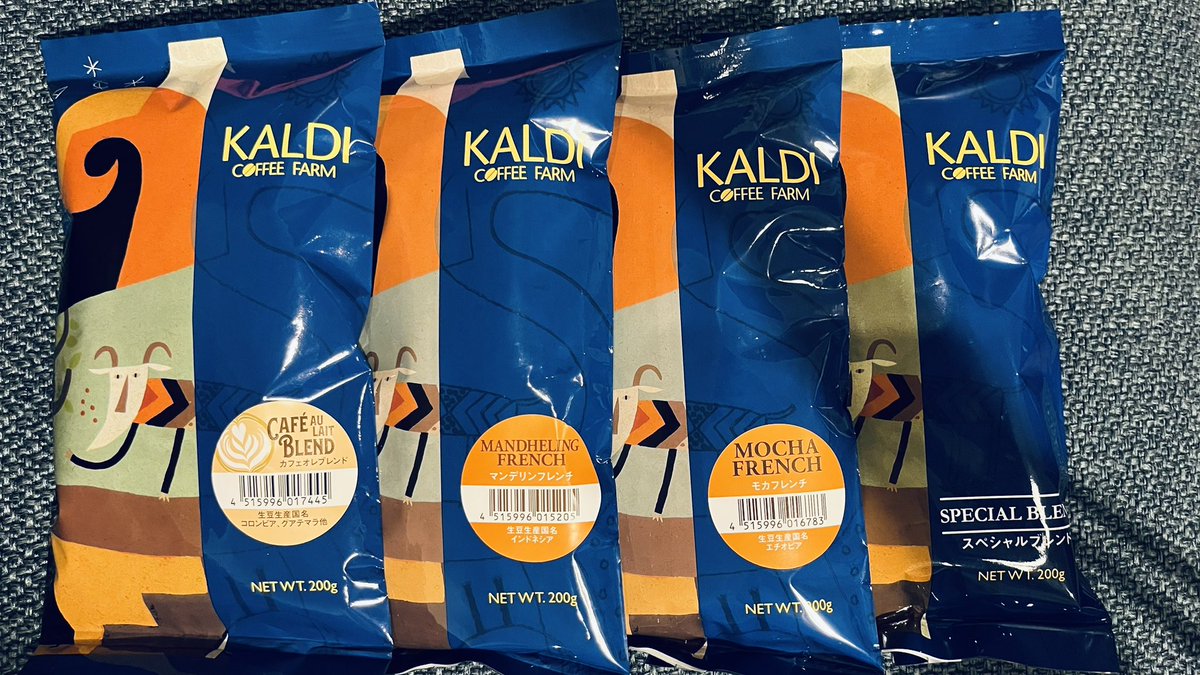 KALDI
COFFEE FARM
CAFÉ AU LAIT
BLEND
カフェオレブレンド
4 515996 017445
生豆生産国名
コロンビア、グアテマラ他
NET WT. 200g
KALDI
COFFEE FARM
MANDHELING
FRENCH
マンデリンフレンチ
4 515996 015205
生豆生産国名
インドネシア
NET WT. 200g
KALDI
COFFEE FARM
MOCHA
FRENCH
モカフレンチ
4 515996 016783
生豆生産国名
エチオピア
NET WT. 200g
KALDI
COFFEE FARM
SPECIAL BLEN
スペシャルブレンド
NET WT. 200g